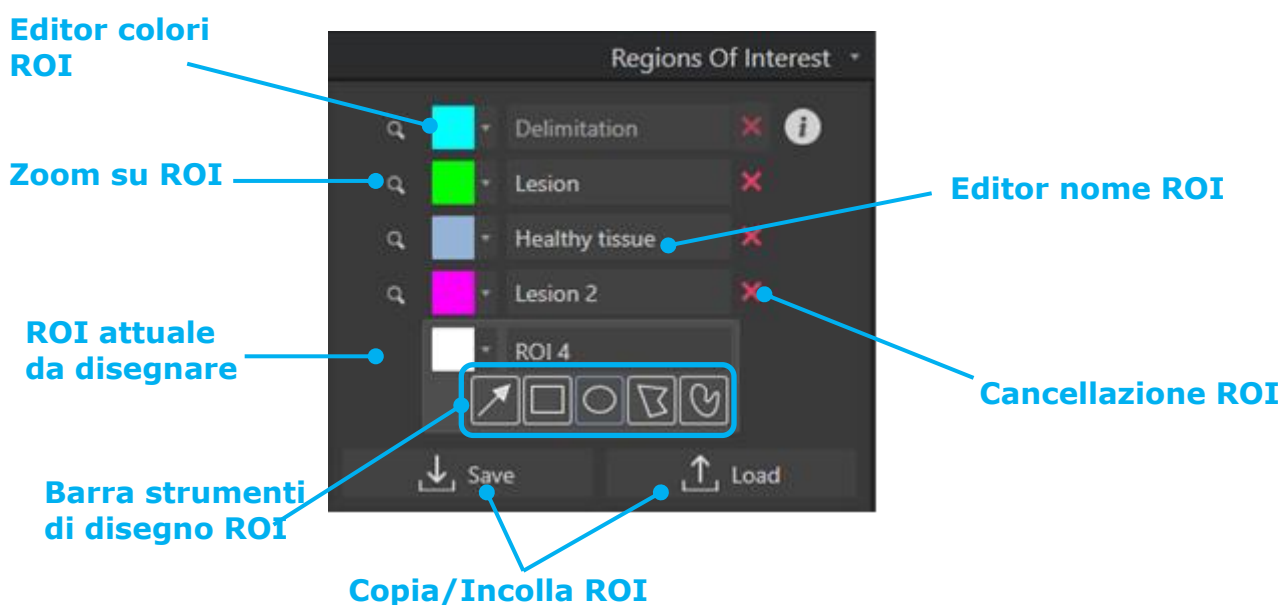 Editor colori
ROI
Regions Of Interest
Delimitation
i
Zoom su ROI
Lesion
Editor nome ROI
Healthy tissue
Lesion 2
ROI attuale
da disegnare
ROI 4
Cancellazione ROI
Save
Load
Barra strumenti
di disegno ROI
Copia/Incolla ROI